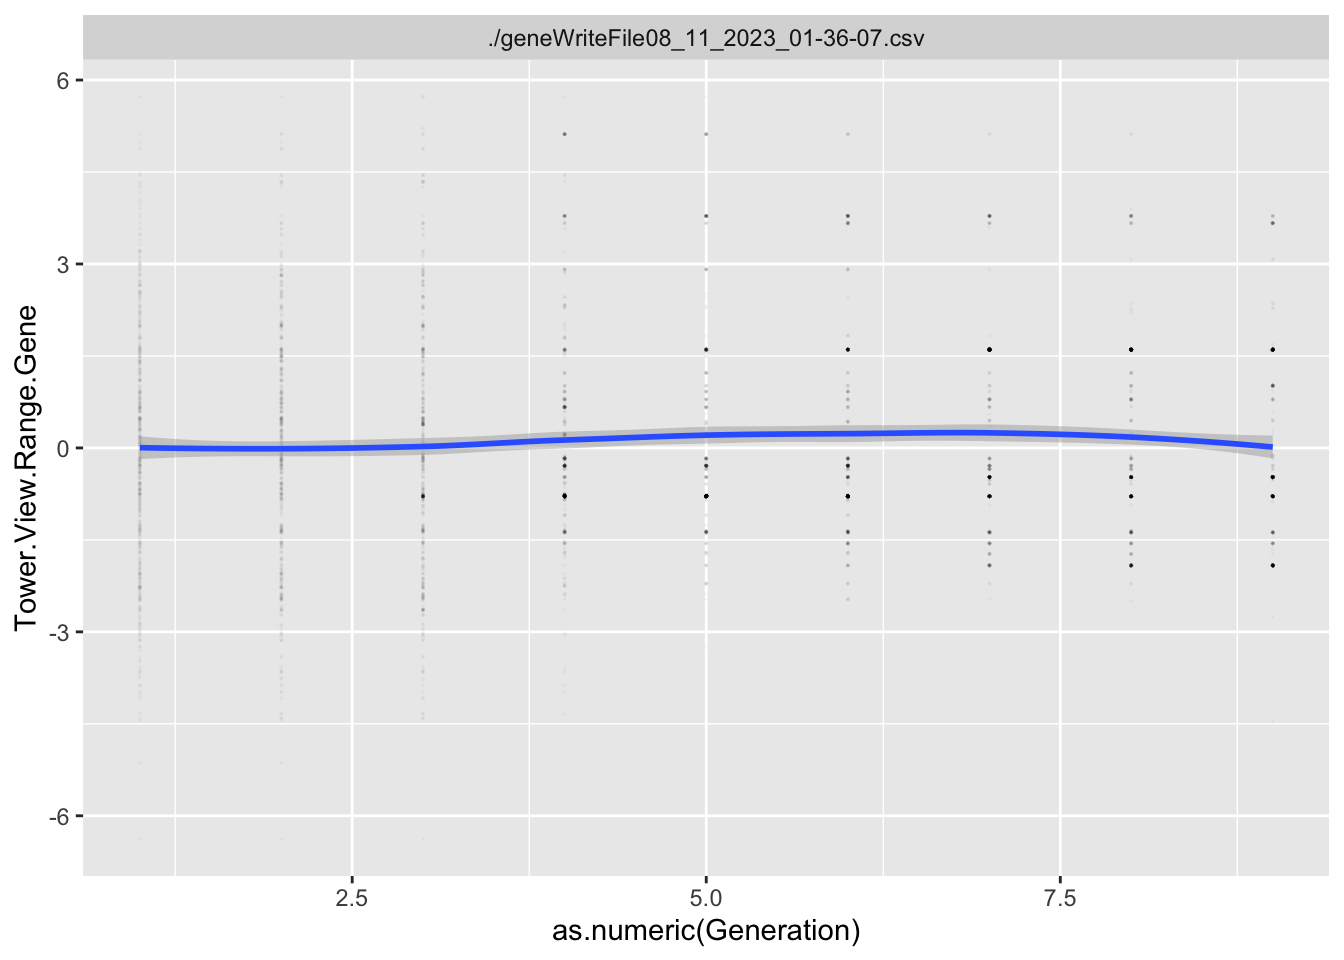 ./geneWriteFile08_11_2023_01-36-07.csv
6
3
0
-3
-6
Tower.View.Range.Gene
2.5
5.0
7.5
as.numeric(Generation)